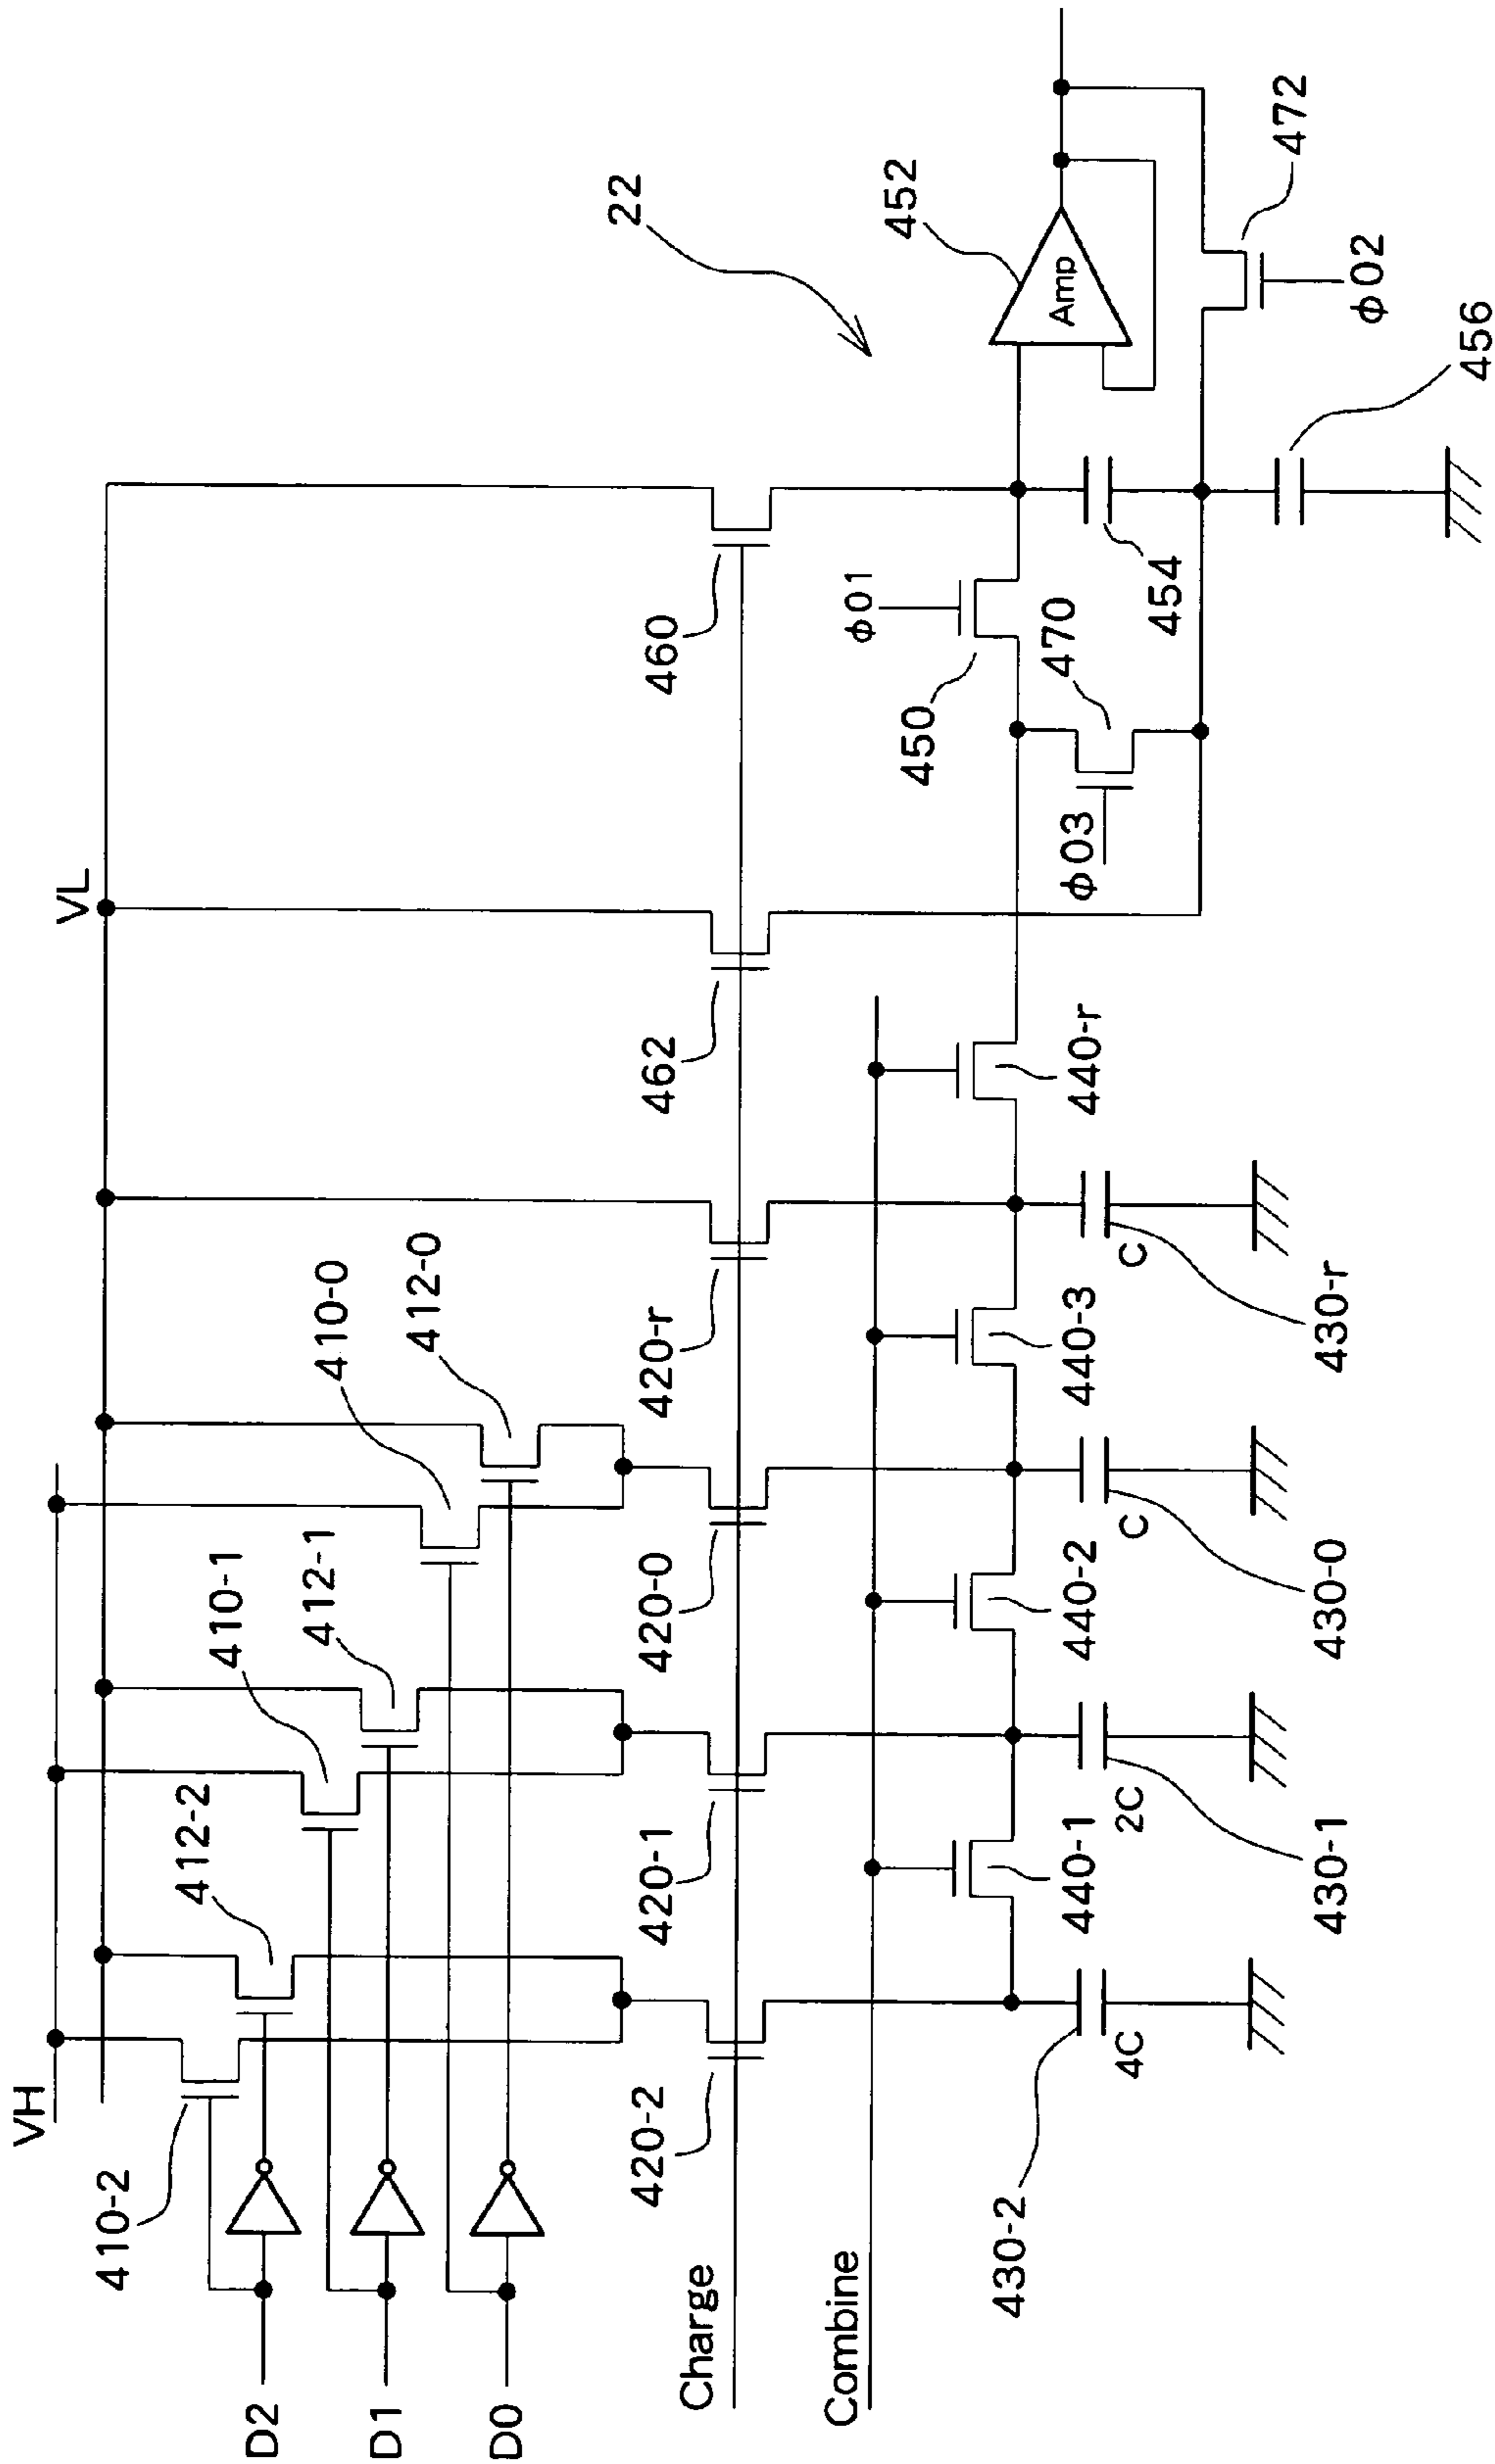 VH
VL
22
410-2
412-2
410-1
412-1
410-0
412-0
D2
D1
D0
Charge
420-2
420-1
420-0
420-r
462
460
Combine
440-1
440-2
440-3
440-r
430-2
4C
2C
430-1
C
430-0
C
430-r
450
ϕ01
ϕ03
470
454
452
Amp
472
ϕ02
456